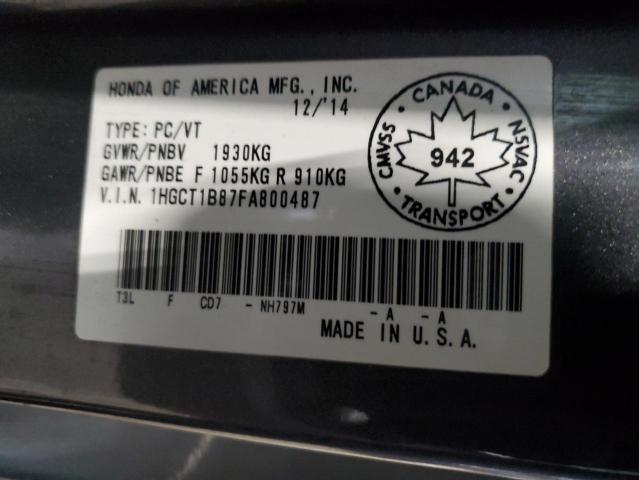 HONDA OF AMERICA MFG., INC.
12/'14
TYPE: PC/VT
GVWR/PNBV 1930KG
GAWR/PNBE F 1055KG R 910KG
V.I.N. 1HGCT1B87FA800487
CANADA
CMVSS
NSVAC
942
TRANSPORT
T3L F CD7 - NH797M - A - A
MADE IN U.S.A.